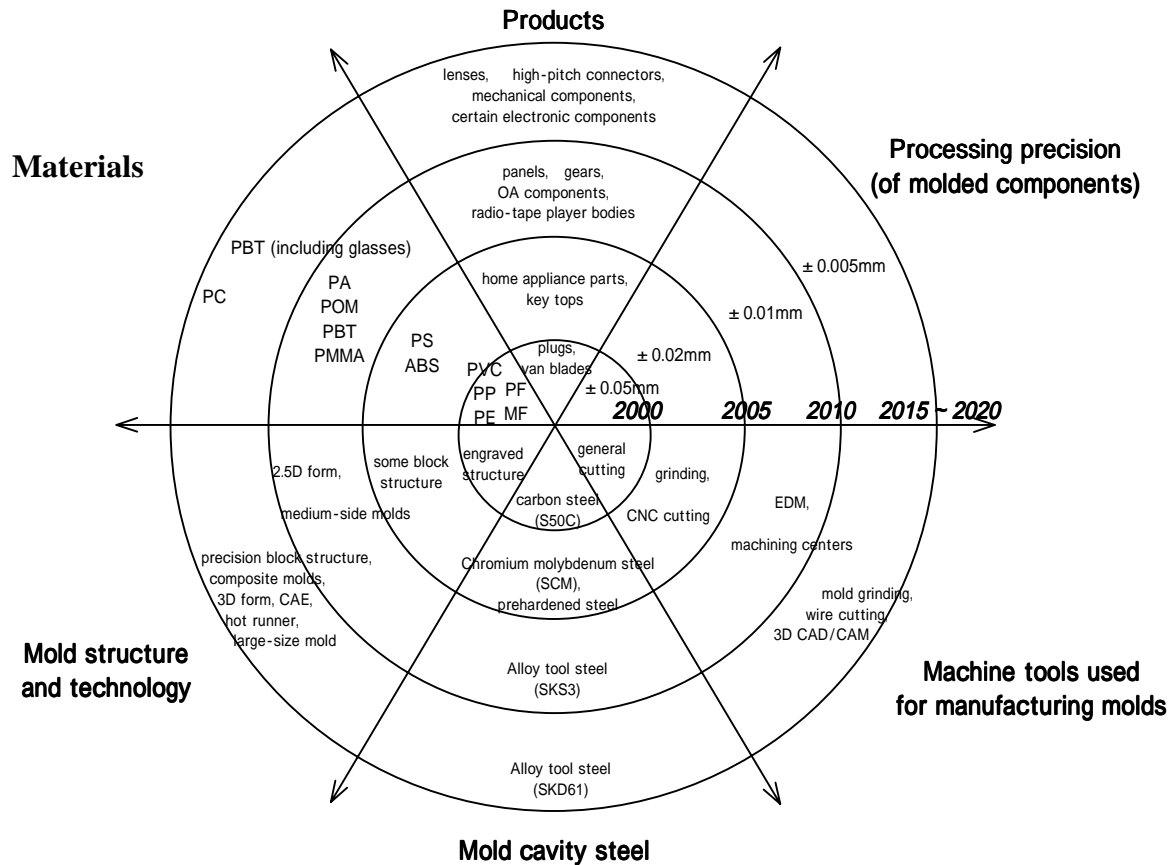 Products
lenses, high-pitch connectors,
mechanical components,
certain electronic components
panels, gears,
OA components,
radio-tape player bodies
home appliance parts,
key tops
plugs,
van blades
Materials
PBT (including glasses)
PC
PA
POM
PBT
PMMA
PS
ABS
PVC
PP
PE
PF
MF
Processing precision
(of molded components)
± 0.005mm
± 0.01mm
± 0.02mm
± 0.05mm
2000 2005 2010 2015 ~ 2020
2.5D form,
medium-side molds
some block
structure
engraved
structure
precision block structure,
composite molds,
3D form, CAE,
hot runner,
large-size mold
Mold structure
and technology
general
cutting
grinding,
CNC cutting
EDM,
machining centers
mold grinding,
wire cutting,
3D CAD/CAM
Machine tools used
for manufacturing molds
carbon steel
(S50C)
Chromium molybdenum steel
(SCM),
prehardened steel
Alloy tool steel
(SKS3)
Alloy tool steel
(SKD61)
Mold cavity steel